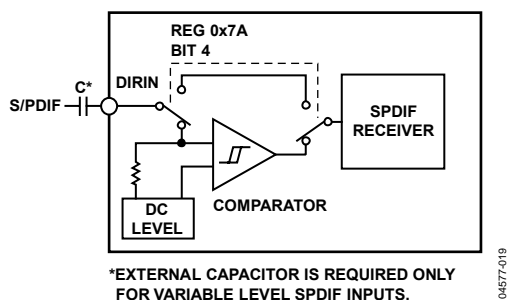 REG 0x7A
BIT 4
C*
DIRIN
S/PDIF
SPDIF
RECEIVER
COMPARATOR
DC
LEVEL
*EXTERNAL CAPACITOR IS REQUIRED ONLY
FOR VARIABLE LEVEL SPDIF INPUTS.
04577-019